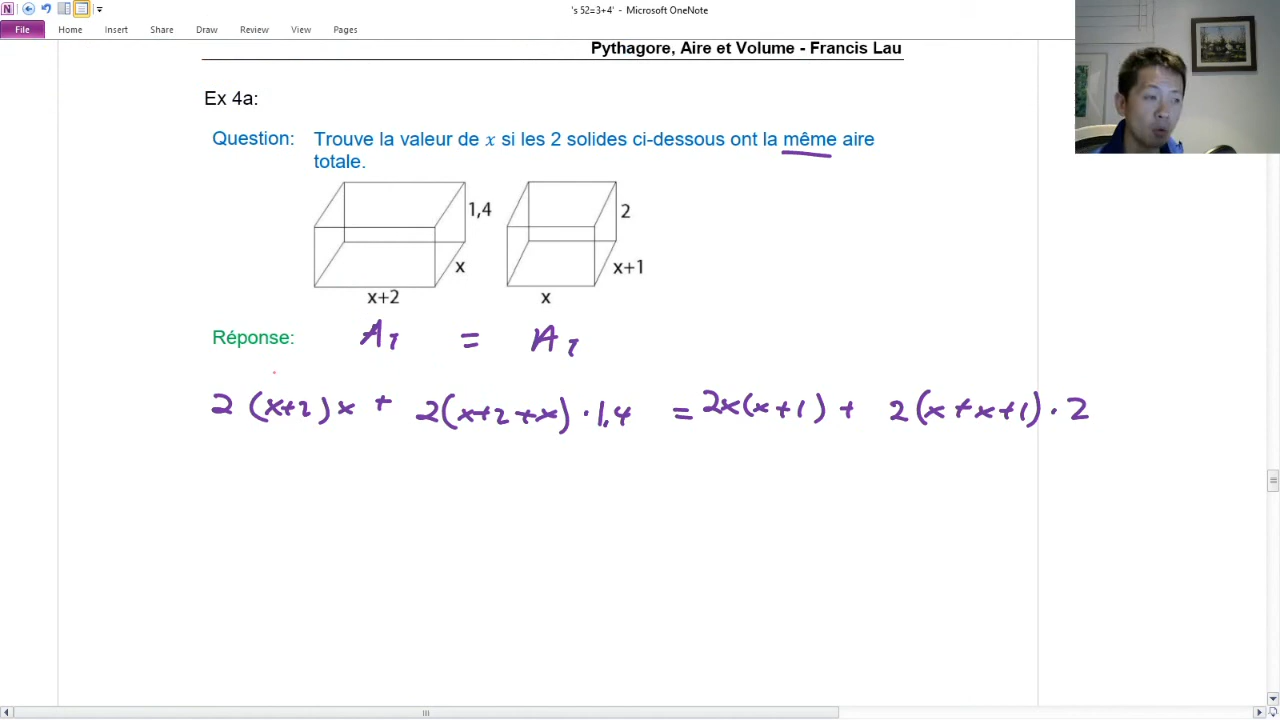 's 52=3+4' - Microsoft OneNote
File Home Insert Share Draw Review View Pages
Pythagore, Aire et Volume - Francis Lau
Ex 4a:
Question: Trouve la valeur de x si les 2 solides ci-dessous ont la même aire
totale.
1,4 2
x x+1
x+2 x
Réponse: A_T = A_T
2 (x+2)x + 2(x+2+x)·1,4 = 2x(x+1) + 2(x+x+1)·2